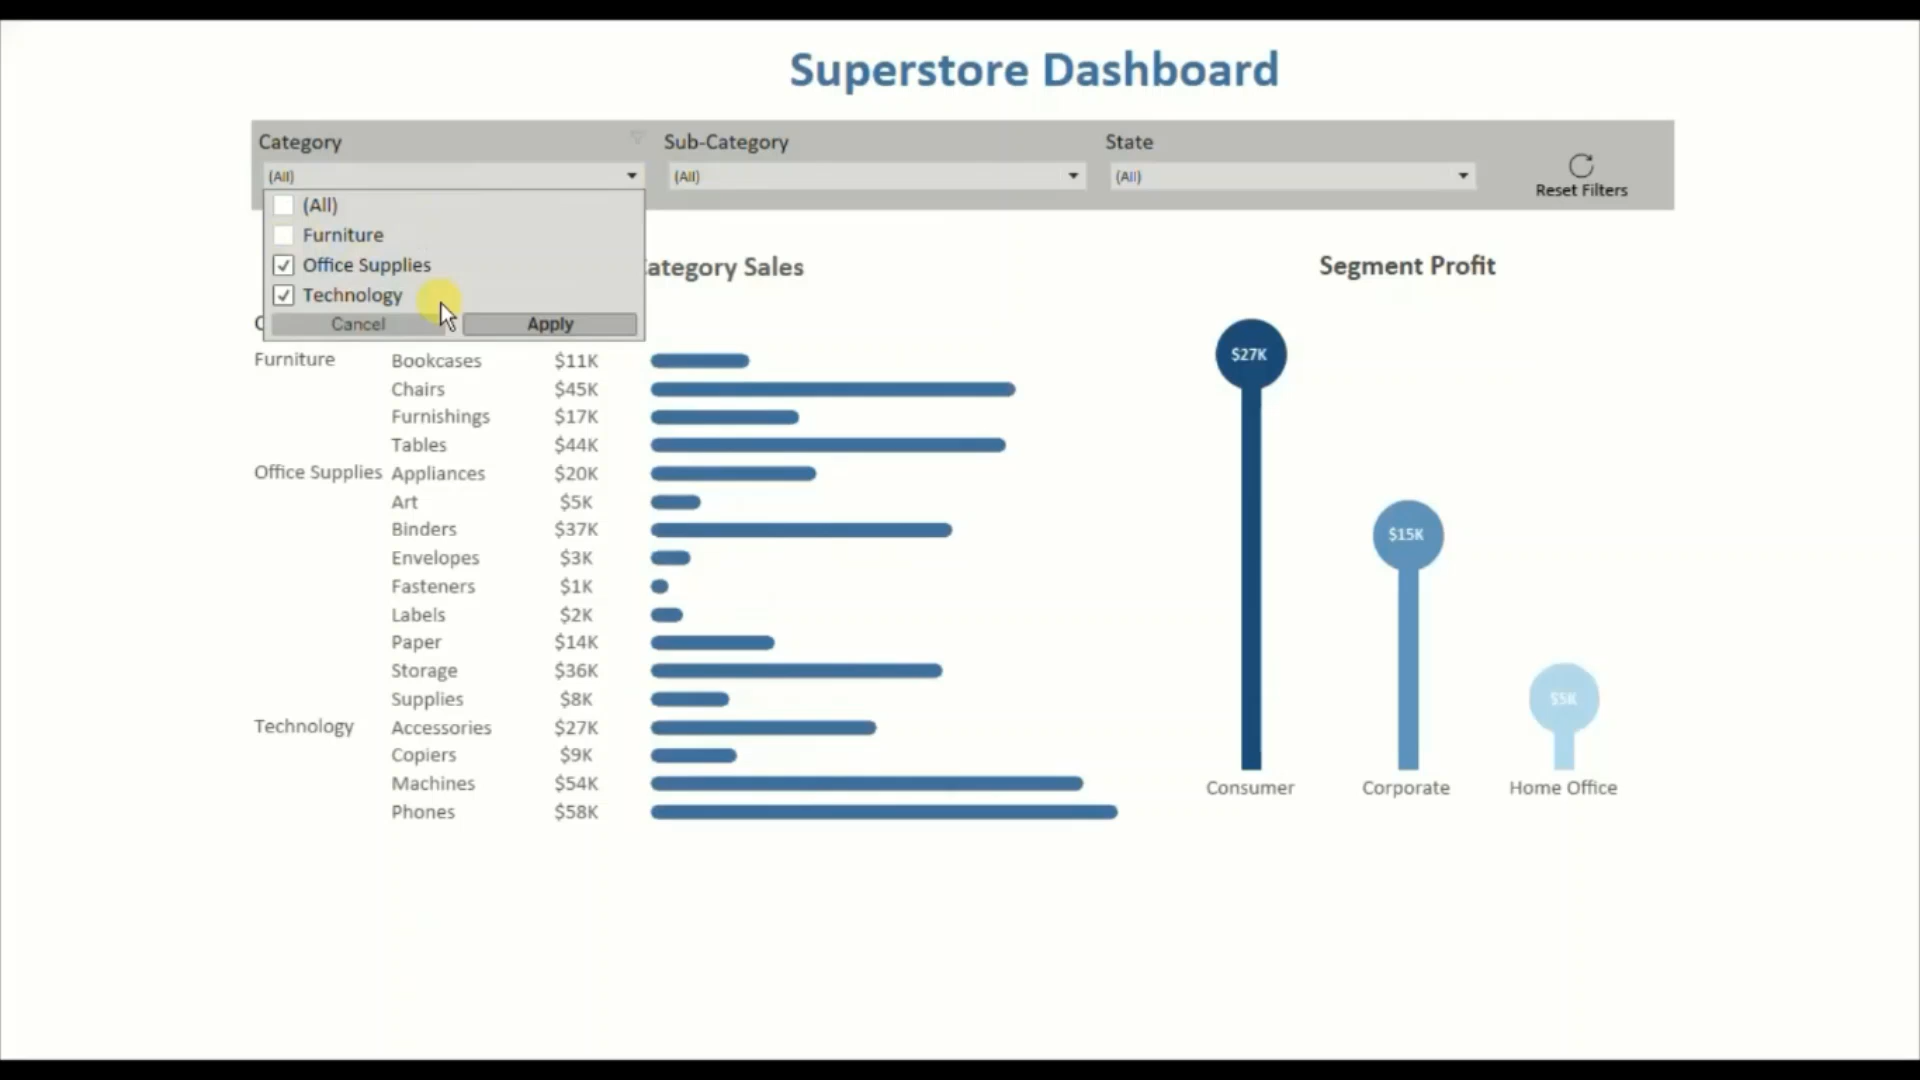 Superstore Dashboard
Category Sub-Category State
(All) (All) (All)
Reset Filters
(All)
Furniture
Office Supplies
Technology
Cancel Apply
ategory Sales
Segment Profit
Furniture Bookcases $11K
Chairs $45K
Furnishings $17K
Tables $44K
Office Supplies Appliances $20K
Art $5K
Binders $37K
Envelopes $3K
Fasteners $1K
Labels $2K
Paper $14K
Storage $36K
Supplies $8K
Technology Accessories $27K
Copiers $9K
Machines $54K
Phones $58K
$27K
$15K
$5K
Consumer Corporate Home Office